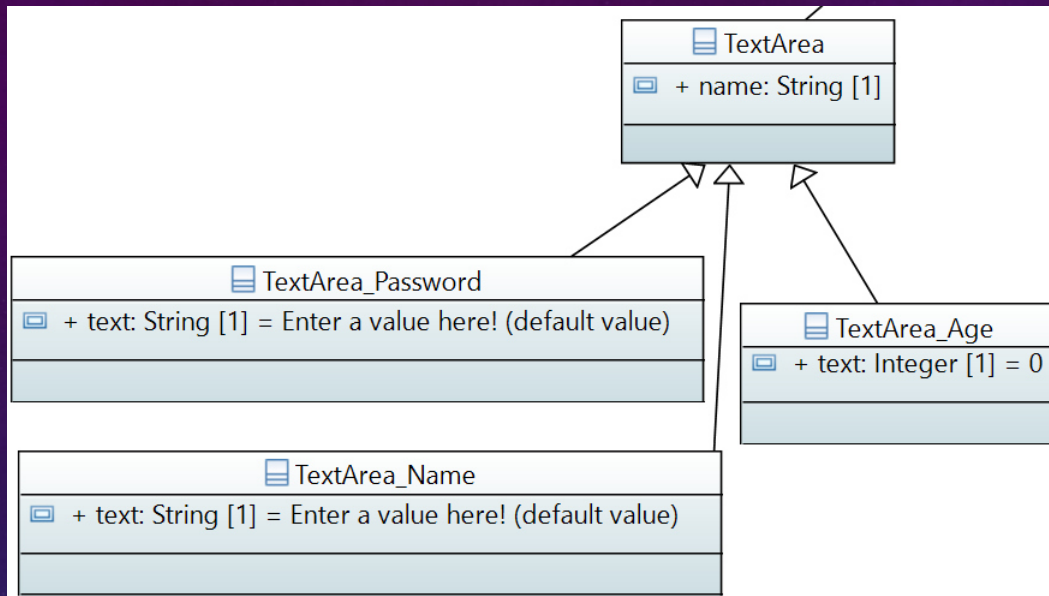 TextArea
+ name: String [1]
TextArea_Password
+ text: String [1] = Enter a value here! (default value)
TextArea_Age
+ text: Integer [1] = 0
TextArea_Name
+ text: String [1] = Enter a value here! (default value)